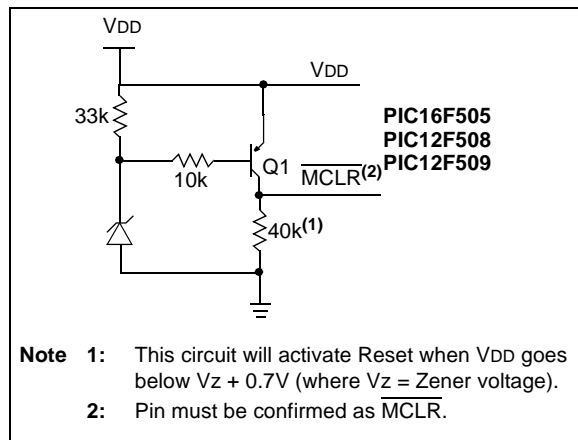 VDD
VDD
33k
PIC16F505
PIC12F508
PIC12F509
Q1
MCLR(2)
10k
40k(1)
Note 1: This circuit will activate Reset when VDD goes
below Vz + 0.7V (where Vz = Zener voltage).
2: Pin must be confirmed as MCLR.